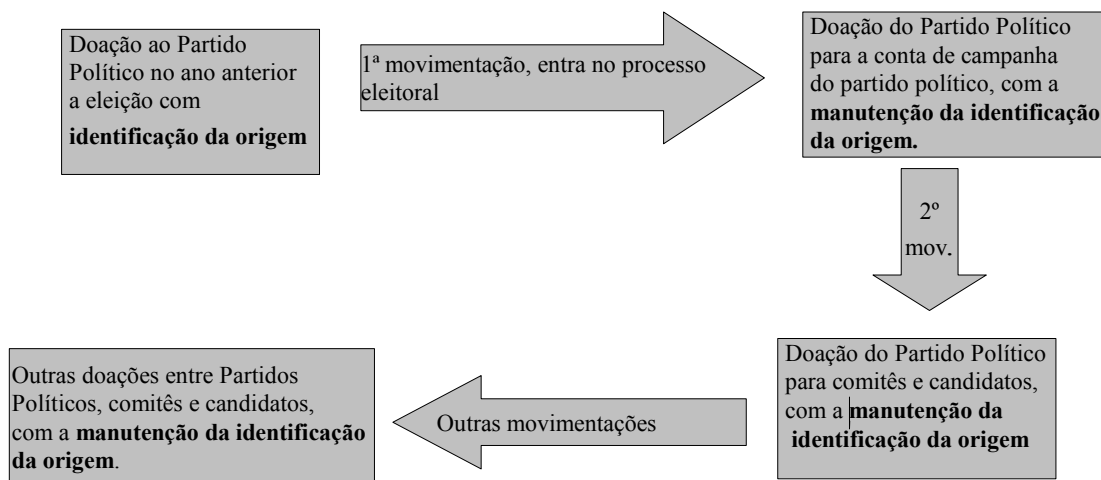 Doação ao Partido
Político no ano anterior
a eleição com
identificação da origem
1ª movimentação, entra no processo
eleitoral
Doação do Partido Político
para a conta de campanha
do partido político, com a
manutenção da identificação
da origem.
2º
mov.
Doação do Partido Político
para comitês e candidatos,
com a manutenção da
identificação da origem
Outras movimentações
Outras doações entre Partidos
Políticos, comitês e candidatos,
com a manutenção da identificação
da origem.